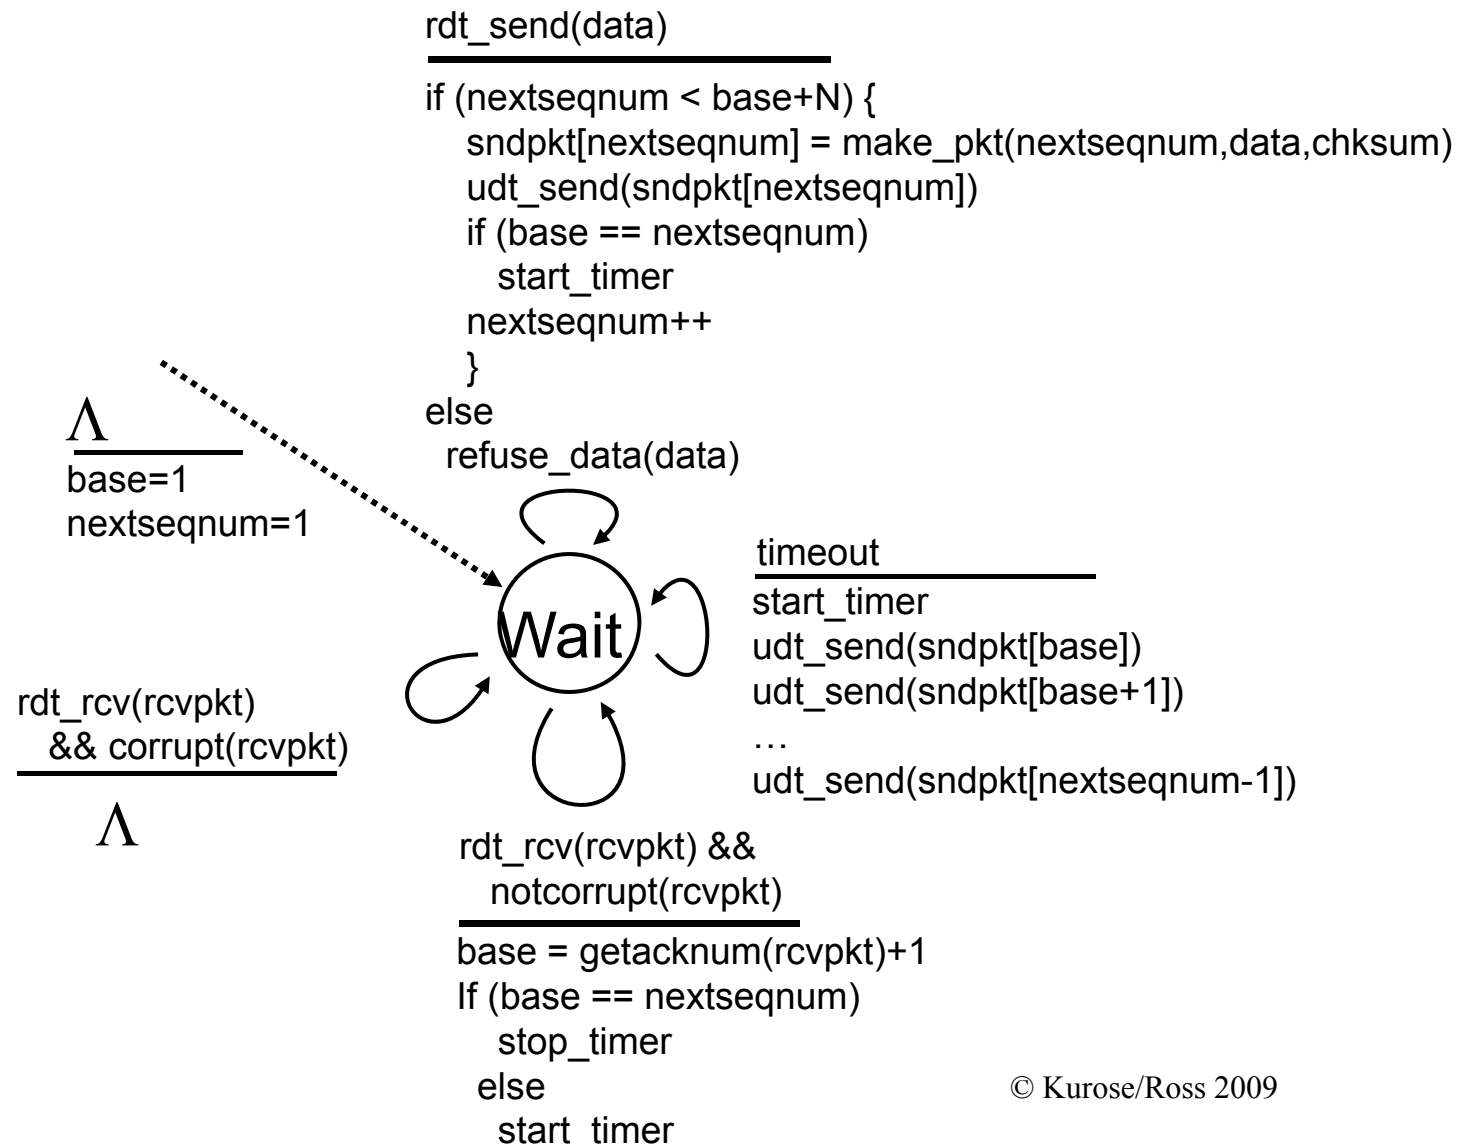 rdt_send(data)
if (nextseqnum < base+N) {
sndpkt[nextseqnum] = make_pkt(nextseqnum,data,chksum)
udt_send(sndpkt[nextseqnum])
if (base == nextseqnum)
start_timer
nextseqnum++
}
else
refuse_data(data)
Λ
base=1
nextseqnum=1
Wait
timeout
start_timer
udt_send(sndpkt[base])
udt_send(sndpkt[base+1])
…
udt_send(sndpkt[nextseqnum-1])
rdt_rcv(rcvpkt)
&& corrupt(rcvpkt)
Λ
rdt_rcv(rcvpkt) &&
notcorrupt(rcvpkt)
base = getacknum(rcvpkt)+1
If (base == nextseqnum)
stop_timer
else
start_timer
© Kurose/Ross 2009